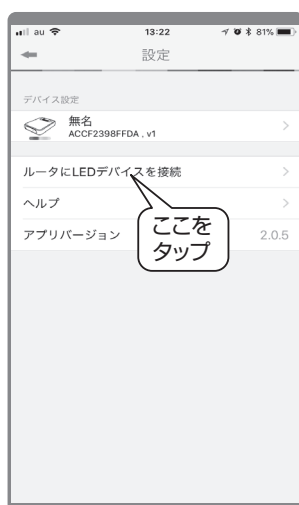 au 13:22 81%
設定
デバイス設定
無名
ACCF2398FFDA , v1
ルータにLEDデバイスを接続
ヘルプ
アプリバージョン 2.0.5
ここを
タップ